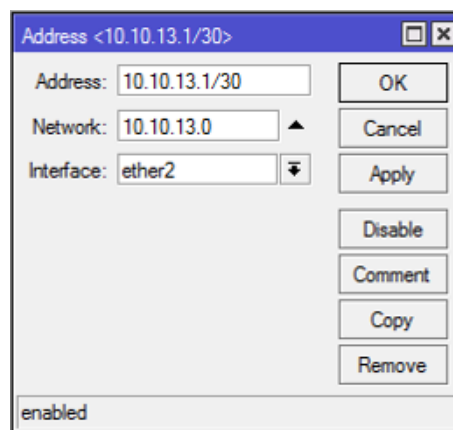 Address <10.10.13.1/30>
Address: 10.10.13.1/30
OK
Network: 10.10.13.0
Cancel
Interface: ether2
Apply
Disable
Comment
Copy
Remove
enabled